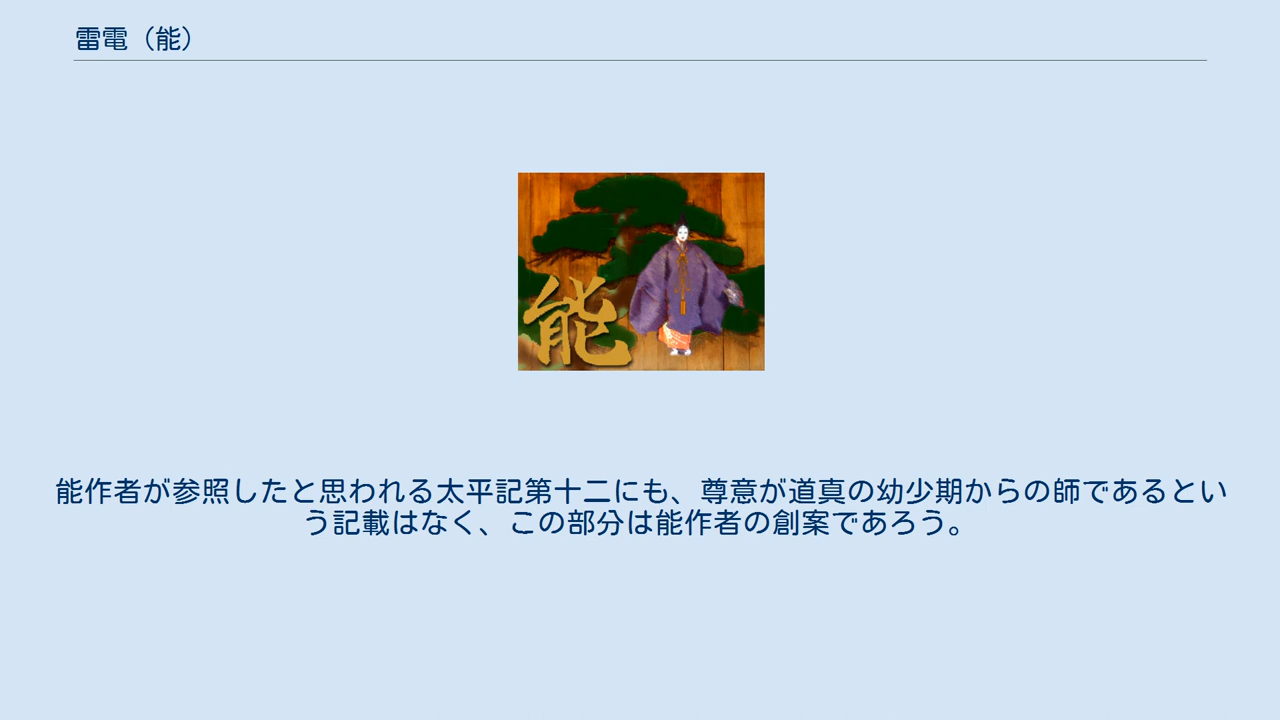 雷電（能）
能
能作者が参照したと思われる太平記第十二にも、尊意が道真の幼少期からの師であるとい
う記載はなく、この部分は能作者の創案であろう。